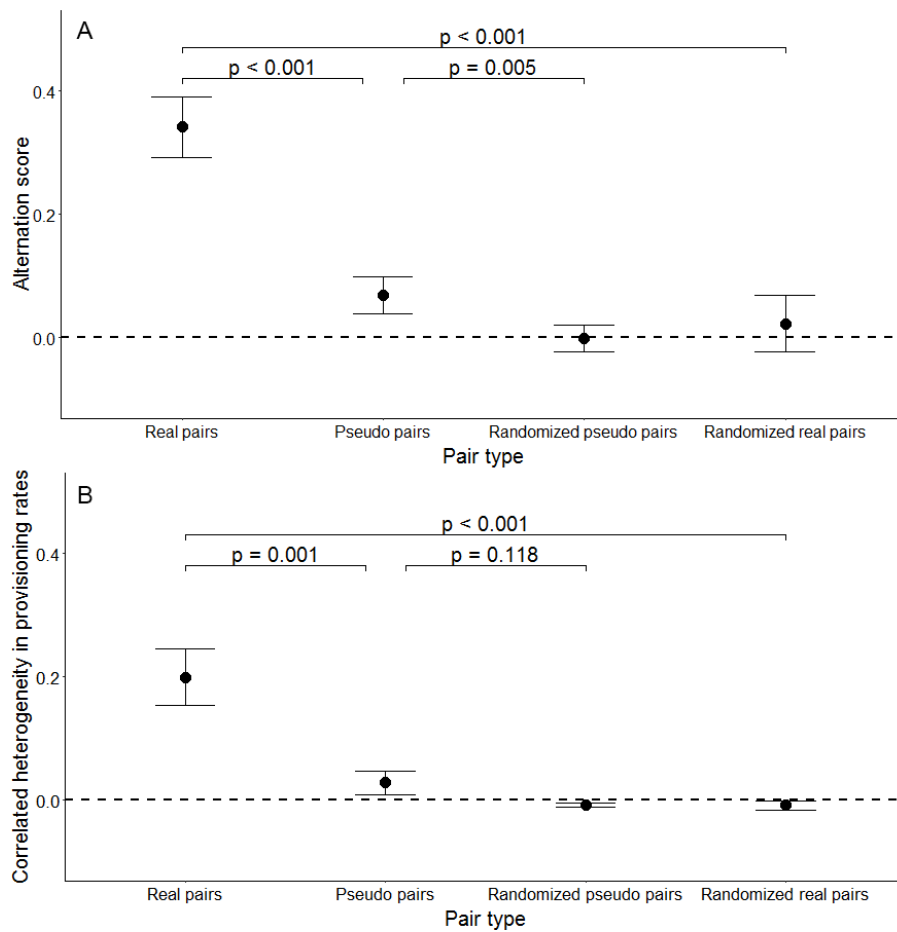 A
p < 0.001
p < 0.001
p = 0.005
0.4
0.2
0.0
Alternation score
Real pairs
Pseudo pairs
Randomized pseudo pairs
Randomized real pairs
Pair type
B
p < 0.001
p = 0.001
p = 0.118
0.4
0.2
0.0
Correlated heterogeneity in provisioning rates
Real pairs
Pseudo pairs
Randomized pseudo pairs
Randomized real pairs
Pair type